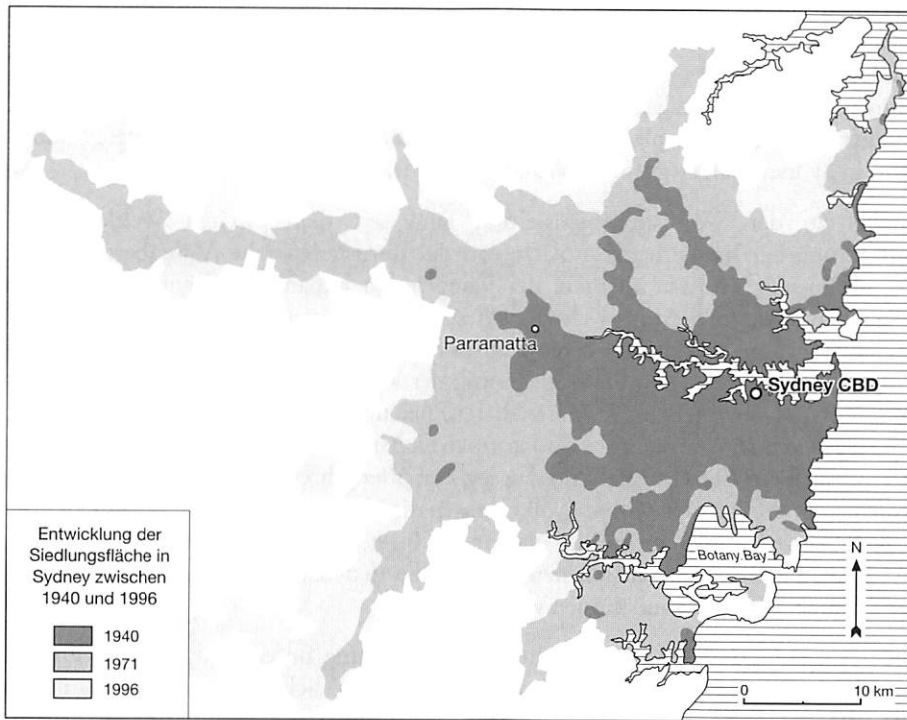 Parramatta
Sydney CBD
Botany Bay
N
Entwicklung der
Siedlungsfläche in
Sydney zwischen
1940 und 1996
1940
1971
1996
0 10 km